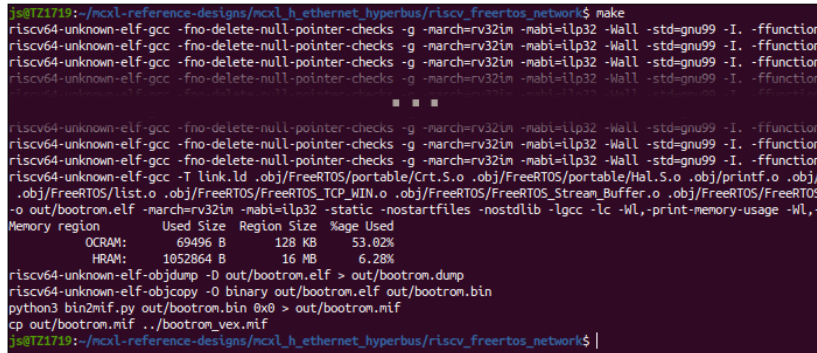 js@TZ1719:~/mcxl-reference-designs/mcxl_h_ethernet_hyperbus/riscv_freertos_network$ make
riscv64-unknown-elf-gcc -fno-delete-null-pointer-checks -g -march=rv32im -mabi=ilp32 -Wall -std=gnu99 -I. -ffunction
riscv64-unknown-elf-gcc -fno-delete-null-pointer-checks -g -march=rv32im -mabi=ilp32 -Wall -std=gnu99 -I. -ffunction
riscv64-unknown-elf-gcc -fno-delete-null-pointer-checks -g -march=rv32im -mabi=ilp32 -Wall -std=gnu99 -I. -ffunction
riscv64-unknown-elf-gcc -fno-delete-null-pointer-checks -g -march=rv32im -mabi=ilp32 -Wall -std=gnu99 -I. -ffunction
riscv64-unknown-elf-gcc -fno-delete-null-pointer-checks -g -march=rv32im -mabi=ilp32 -Wall -std=gnu99 -I. -ffunction
riscv64-unknown-elf-gcc -fno-delete-null-pointer-checks -g -march=rv32im -mabi=ilp32 -Wall -std=gnu99 -I. -ffunction
riscv64-unknown-elf-gcc -fno-delete-null-pointer-checks -g -march=rv32im -mabi=ilp32 -Wall -std=gnu99 -I. -ffunction
riscv64-unknown-elf-gcc -T link.ld .obj/FreeRTOS/portable/Crt.S.o .obj/FreeRTOS/portable/Hal.S.o .obj/printf.o .obj/
.obj/FreeRTOS/list.o .obj/FreeRTOS/FreeRTOS_TCP_WIN.o .obj/FreeRTOS/FreeRTOS_Stream_Buffer.o .obj/FreeRTOS/FreeRTOS
-o out/bootrom.elf -march=rv32im -mabi=ilp32 -static -nostartfiles -nostdlib -lgcc -lc -Wl,-print-memory-usage -Wl,-
Memory region Used Size Region Size %age Used
OCRAM: 69496 B 128 KB 53.02%
HRAM: 1052864 B 16 MB 6.28%
riscv64-unknown-elf-objdump -D out/bootrom.elf > out/bootrom.dump
riscv64-unknown-elf-objcopy -O binary out/bootrom.elf out/bootrom.bin
python3 bin2mif.py out/bootrom.bin 0x0 > out/bootrom.mif
cp out/bootrom.mif ../bootrom_vex.mif
js@TZ1719:~/mcxl-reference-designs/mcxl_h_ethernet_hyperbus/riscv_freertos_network$